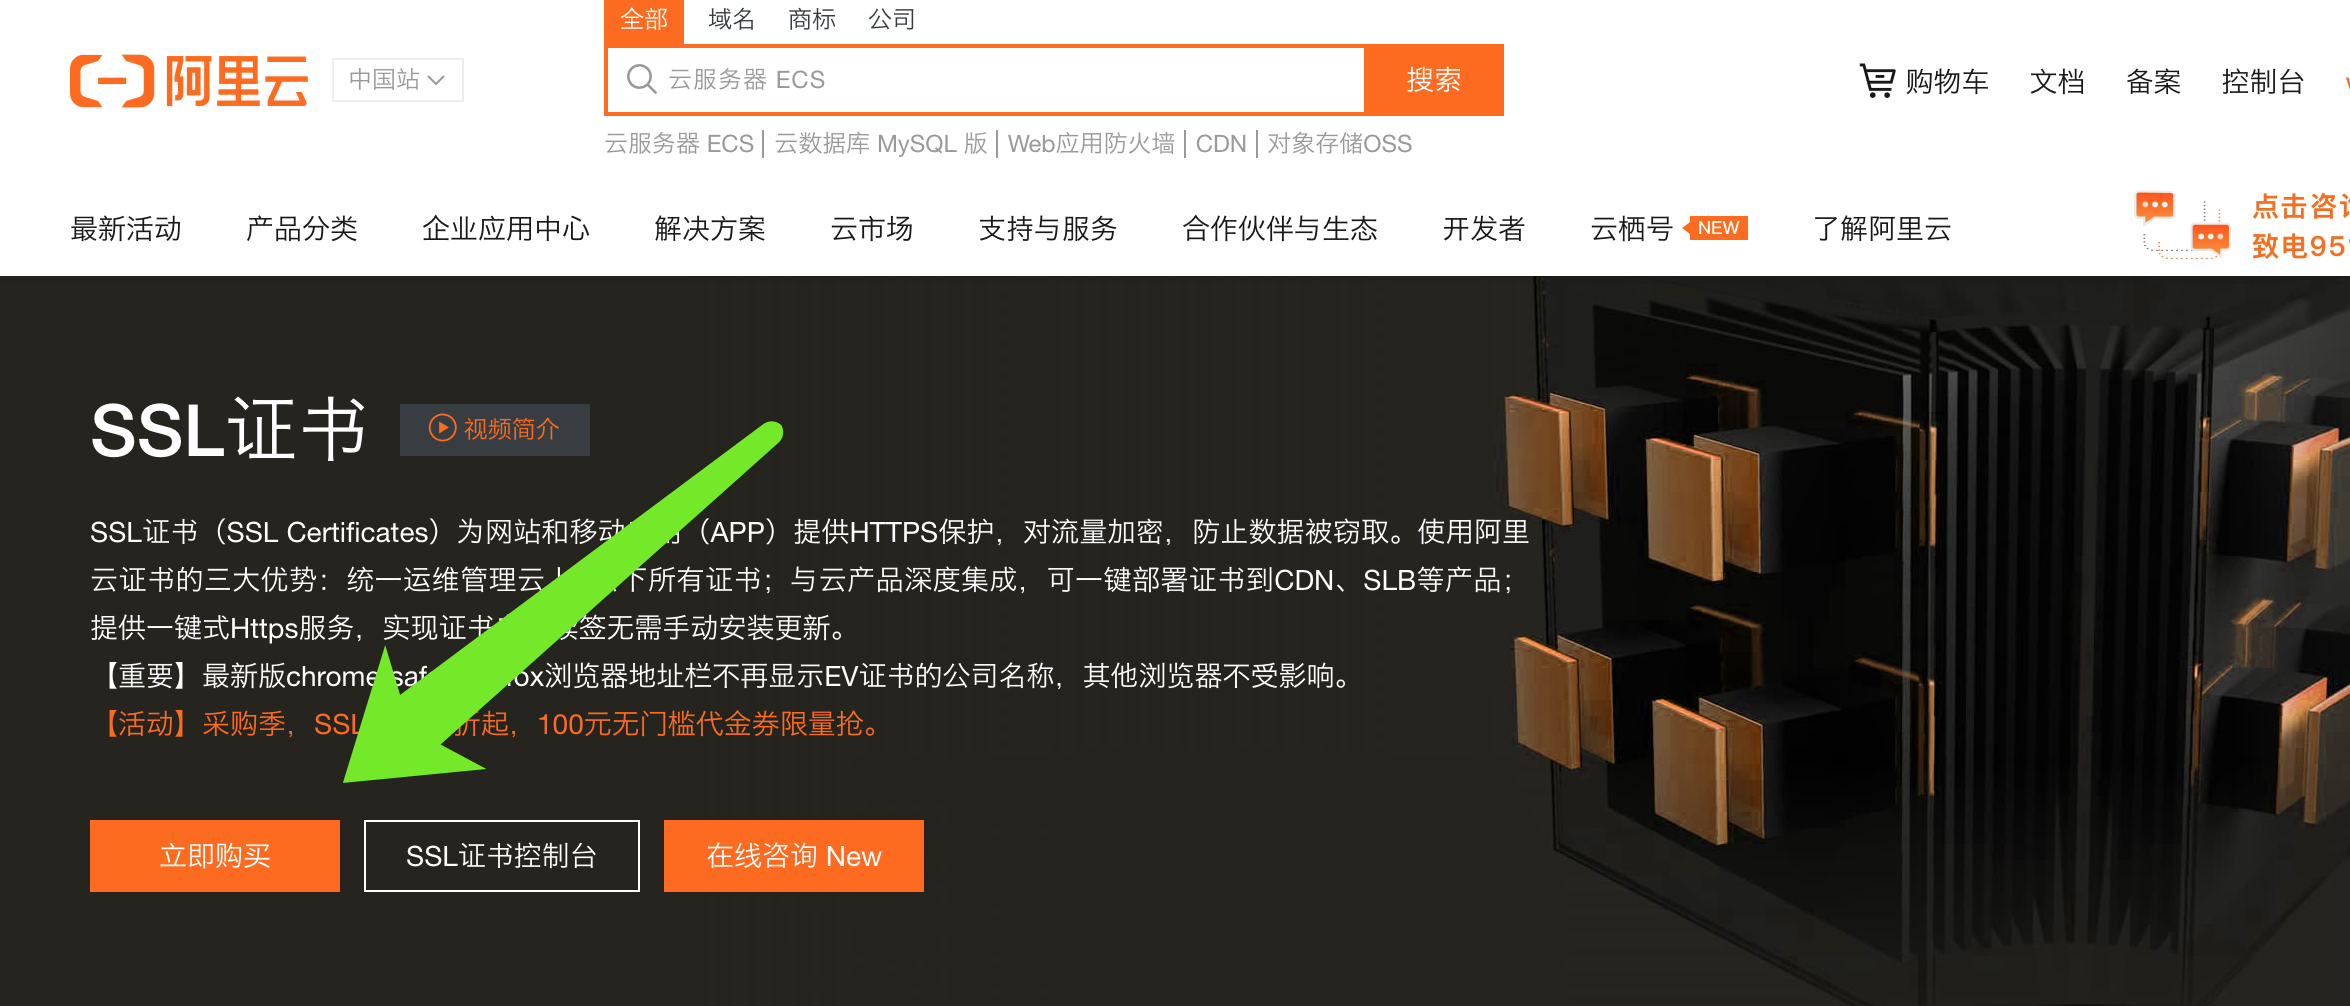 全部 域名 商标 公司
阿里云 中国站 云服务器 ECS 搜索 购物车 文档 备案 控制台
云服务器 ECS | 云数据库 MySQL 版 | Web应用防火墙 | CDN | 对象存储OSS
最新活动 产品分类 企业应用中心 解决方案 云市场 支持与服务 合作伙伴与生态 开发者 云栖号 NEW 了解阿里云
点击咨
致电95
SSL证书 视频简介
SSL证书（SSL Certificates）为网站和移动（APP）提供HTTPS保护，对流量加密，防止数据被窃取。使用阿里
云证书的三大优势：统一运维管理云下所有证书；与云产品深度集成，可一键部署证书到CDN、SLB等产品；
提供一键式Https服务，实现证书签无需手动安装更新。
【重要】最新版chrome 浏览器地址栏不再显示EV证书的公司名称，其他浏览器不受影响。
【活动】采购季，SSL折起，100元无门槛代金券限量抢。
立即购买 SSL证书控制台 在线咨询 New